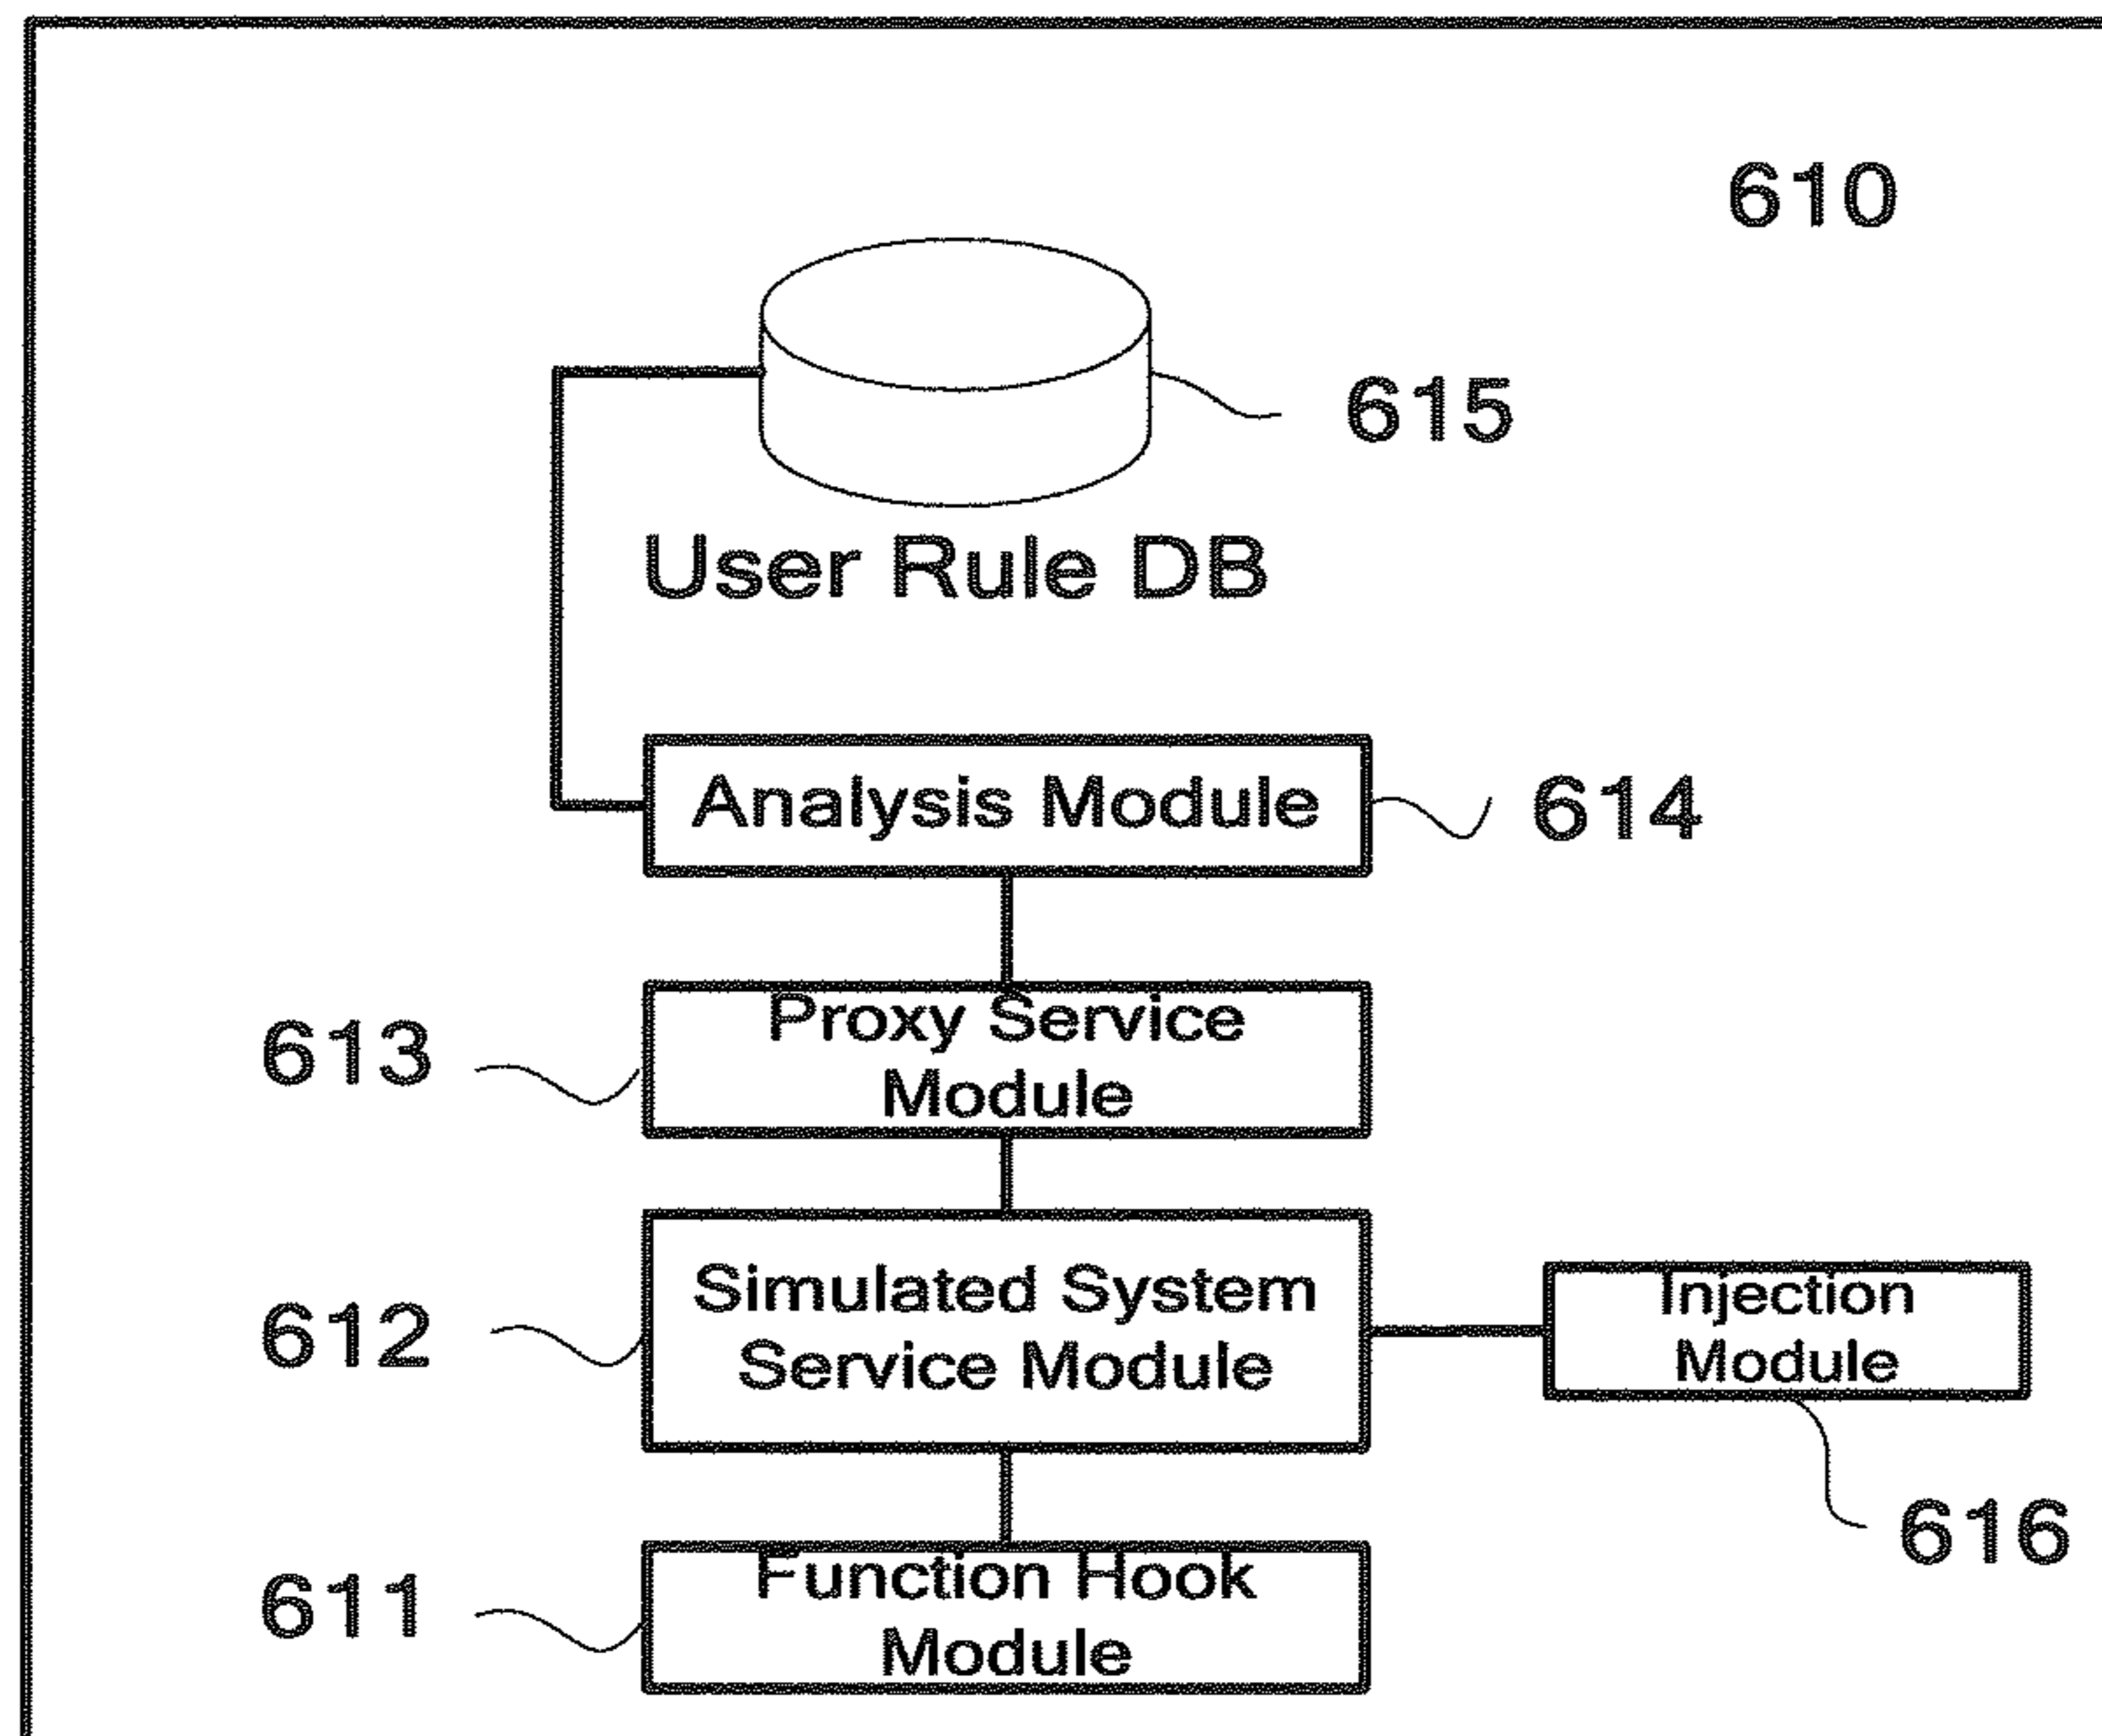 610
615
User Rule DB
Analysis Module
614
Proxy Service
Module
613
Simulated System
Service Module
612
Injection
Module
616
Function Hook
Module
611